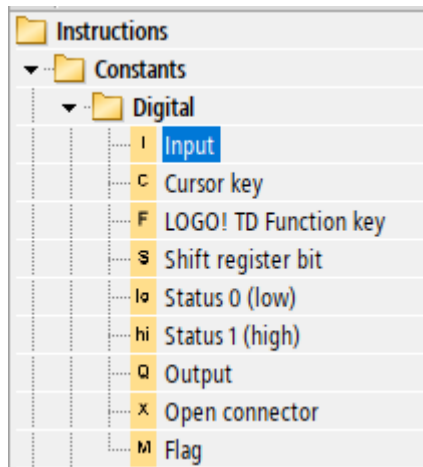 Instructions
Constants
Digital
I Input
C Cursor key
F LOGO! TD Function key
S Shift register bit
lo Status 0 (low)
hi Status 1 (high)
Q Output
X Open connector
M Flag